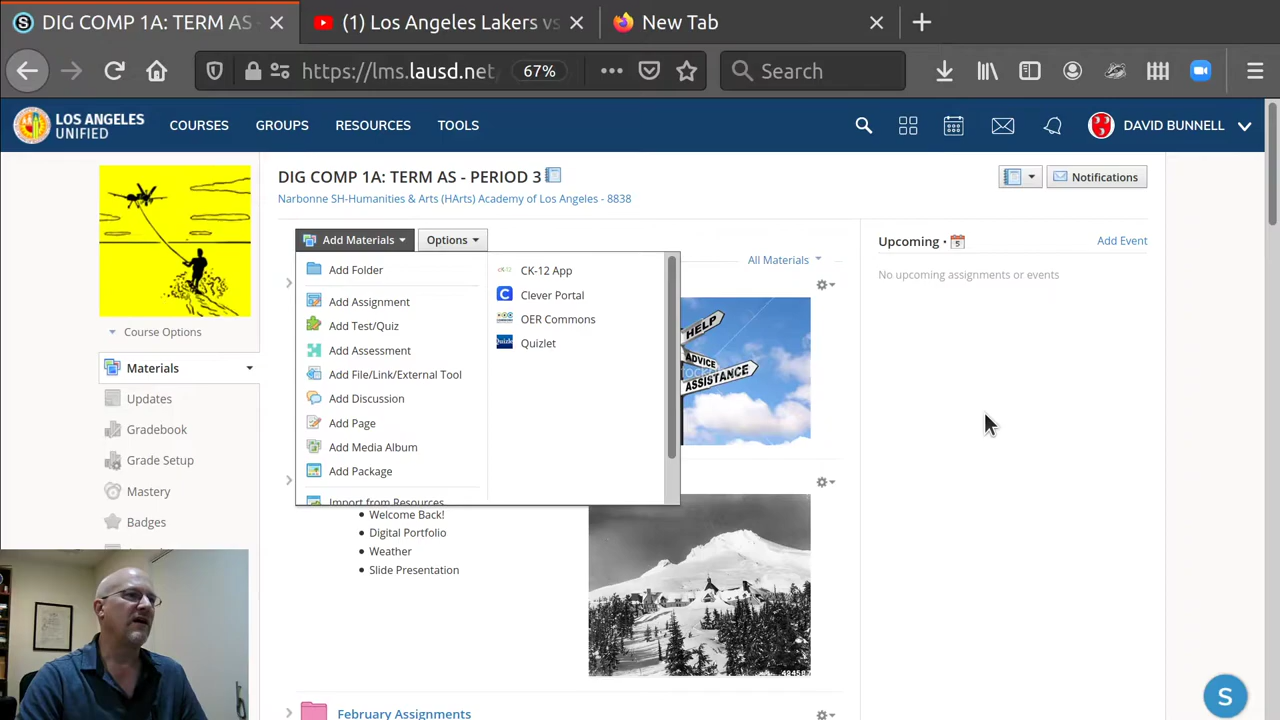 DIG COMP 1A: TERM AS
(1) Los Angeles Lakers vs
New Tab
https://lms.lausd.net
67%
Search
LOS ANGELES
UNIFIED
COURSES
GROUPS
RESOURCES
TOOLS
DAVID BUNNELL
DIG COMP 1A: TERM AS - PERIOD 3
Narbonne SH-Humanities & Arts (HArts) Academy of Los Angeles - 8838
Notifications
Add Materials
Options
All Materials
Upcoming · 5
Add Event
No upcoming assignments or events
Add Folder
Add Assignment
Add Test/Quiz
Add Assessment
Add File/Link/External Tool
Add Discussion
Add Page
Add Media Album
Add Package
Import from Resources
CK-12 App
Clever Portal
OER Commons
Quizlet
HELP
ADVICE
ASSISTANCE
Course Options
Materials
Updates
Gradebook
Grade Setup
Mastery
Badges
Welcome Back!
Digital Portfolio
Weather
Slide Presentation
February Assignments
S